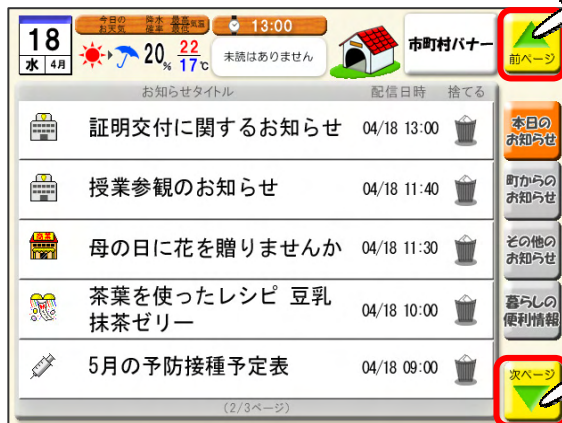 18
水 4月
今日の
お天気
降水
確率
最高
最低
気温
20%
22
17℃
13:00
未読はありません
市町村バナー
前ページ
お知らせタイトル 配信日時 捨てる
証明交付に関するお知らせ 04/18 13:00
授業参観のお知らせ 04/18 11:40
母の日に花を贈りませんか 04/18 11:30
茶葉を使ったレシピ 豆乳
抹茶ゼリー 04/18 10:00
5月の予防接種予定表 04/18 09:00
(2/3ページ)
本日の
お知らせ
町からの
お知らせ
その他の
お知らせ
暮らしの
便利情報
次ページ